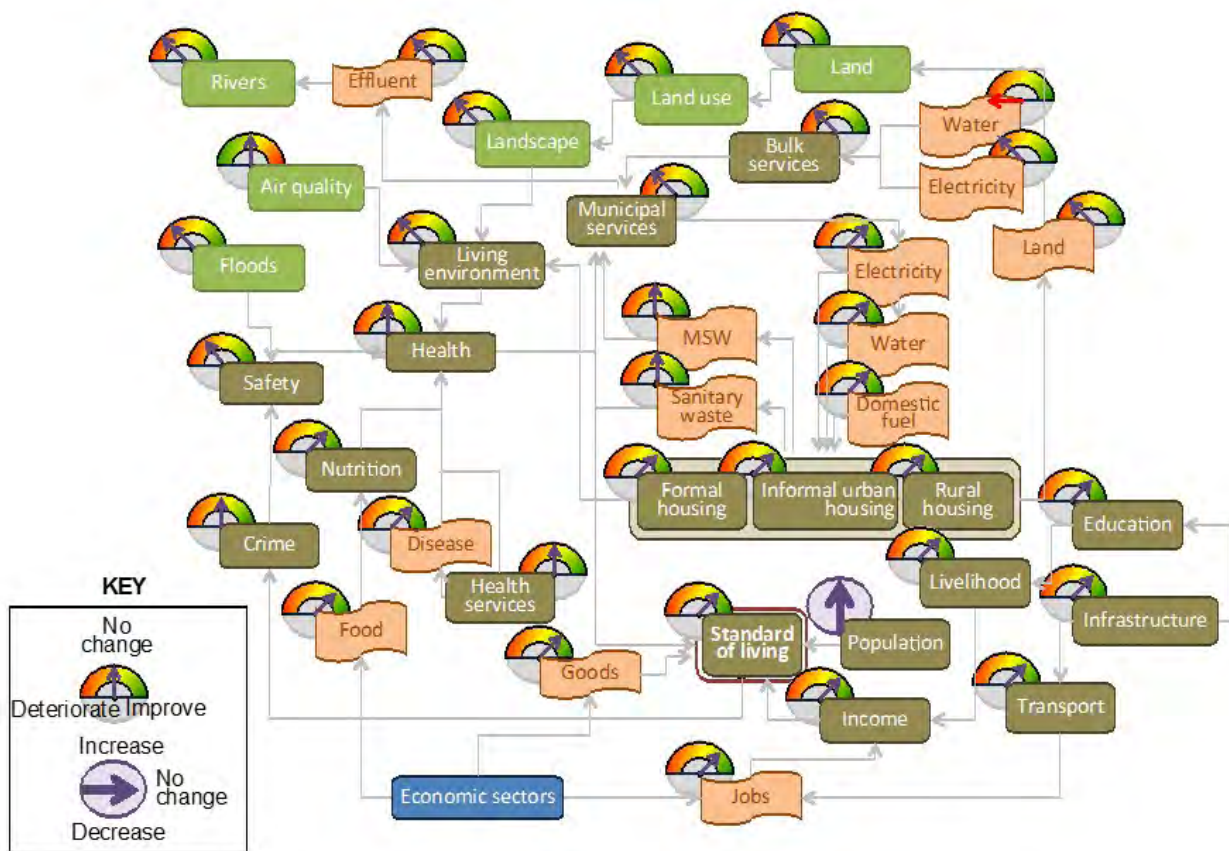 Rivers
Effluent
Land use
Land
Landscape
Bulk
services
Water
Air quality
Electricity
Municipal
services
Floods
Living
environment
Electricity
Land
MSW
Water
Health
Safety
Sanitary
waste
Domestic
fuel
Nutrition
Formal
housing
Informal urban
housing
Rural
housing
Education
Crime
Disease
Livelihood
Health
services
Food
Standard
of living
Population
Infrastructure
Goods
Income
Transport
Economic sectors
Jobs
KEY
No
change
Deteriorate Improve
Increase
No
change
Decrease